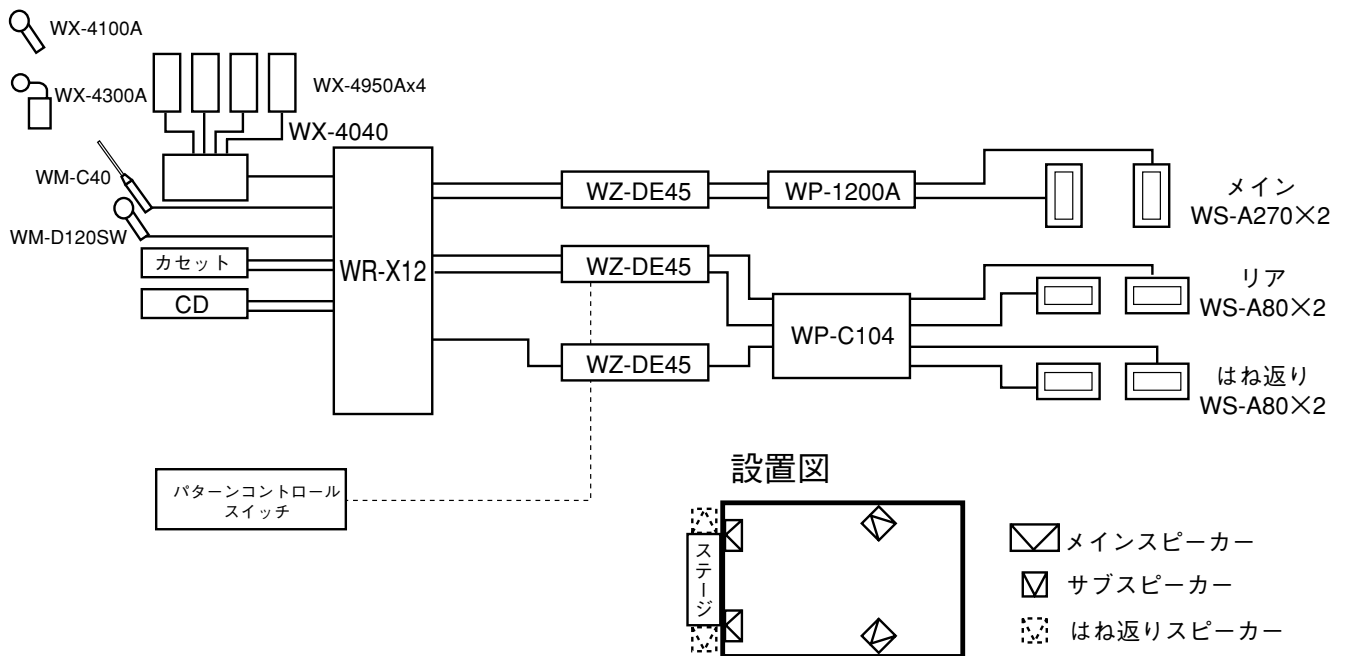 WX-4100A
WX-4300A
WX-4950Ax4
WX-4040
WM-C40
WM-D120SW
カセット
CD
WR-X12
WZ-DE45
WP-1200A
メイン
WS-A270×2
WZ-DE45
WP-C104
リア
WS-A80×2
WZ-DE45
はね返り
WS-A80×2
パターンコントロール
スイッチ
設置図
ステージ
メインスピーカー
サブスピーカー
はね返りスピーカー